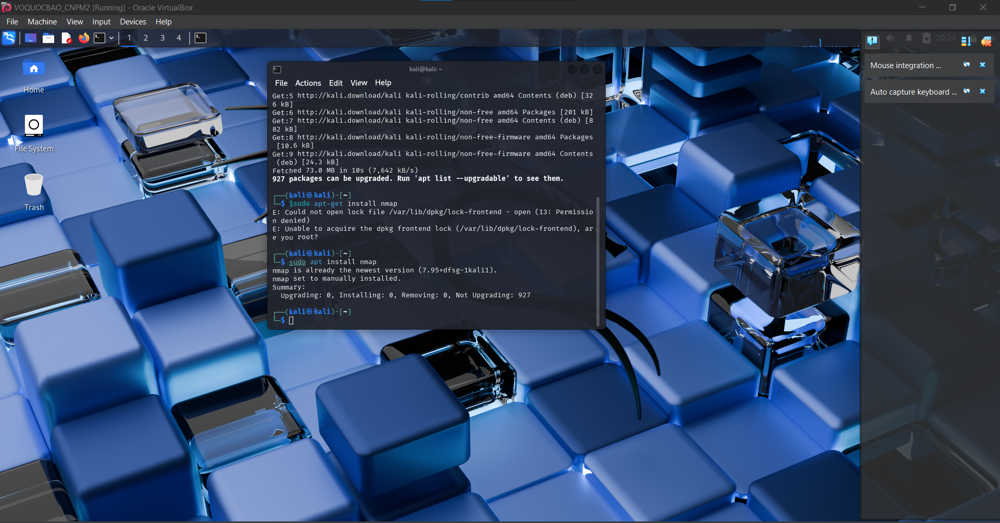 VOQUOCBAO_CNPM2 [Running] - Oracle VirtualBox
File Machine View Input Devices Help
1 2 3 4
20:24
Mouse integration ...
Auto capture keyboard ...
Home
File System
Trash
kali@kali: ~
File Actions Edit View Help
Get:5 http://kali.download/kali kali-rolling/contrib amd64 Contents (deb) [32
6 kB]
Get:6 http://kali.download/kali kali-rolling/non-free amd64 Packages [201 kB]
Get:7 http://kali.download/kali kali-rolling/non-free amd64 Contents (deb) [8
82 kB]
Get:8 http://kali.download/kali kali-rolling/non-free-firmware amd64 Packages
[10.6 kB]
Get:9 http://kali.download/kali kali-rolling/non-free-firmware amd64 Contents
(deb) [24.3 kB]
Fetched 73.0 MB in 10s (7,642 kB/s)
927 packages can be upgraded. Run 'apt list --upgradable' to see them.
┌──(kali㉿kali)-[~]
└─$ $sudo apt-get install nmap
E: Could not open lock file /var/lib/dpkg/lock-frontend - open (13: Permissio
n denied)
E: Unable to acquire the dpkg frontend lock (/var/lib/dpkg/lock-frontend), ar
e you root?
┌──(kali㉿kali)-[~]
└─$ sudo apt install nmap
nmap is already the newest version (7.95+dfsg-1kali1).
nmap set to manually installed.
Summary:
Upgrading: 0, Installing: 0, Removing: 0, Not Upgrading: 927
┌──(kali㉿kali)-[~]
└─$